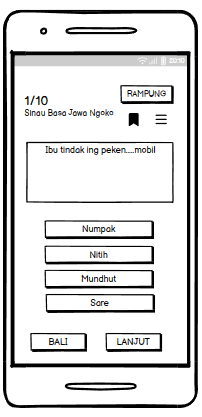 20:10
RAMPUNG
1/10
Sinau Basa Jawa Ngoko
Ibu tindak ing peken....mobil
Numpak
Nitih
Mundhut
Sare
BALI
LANJUT